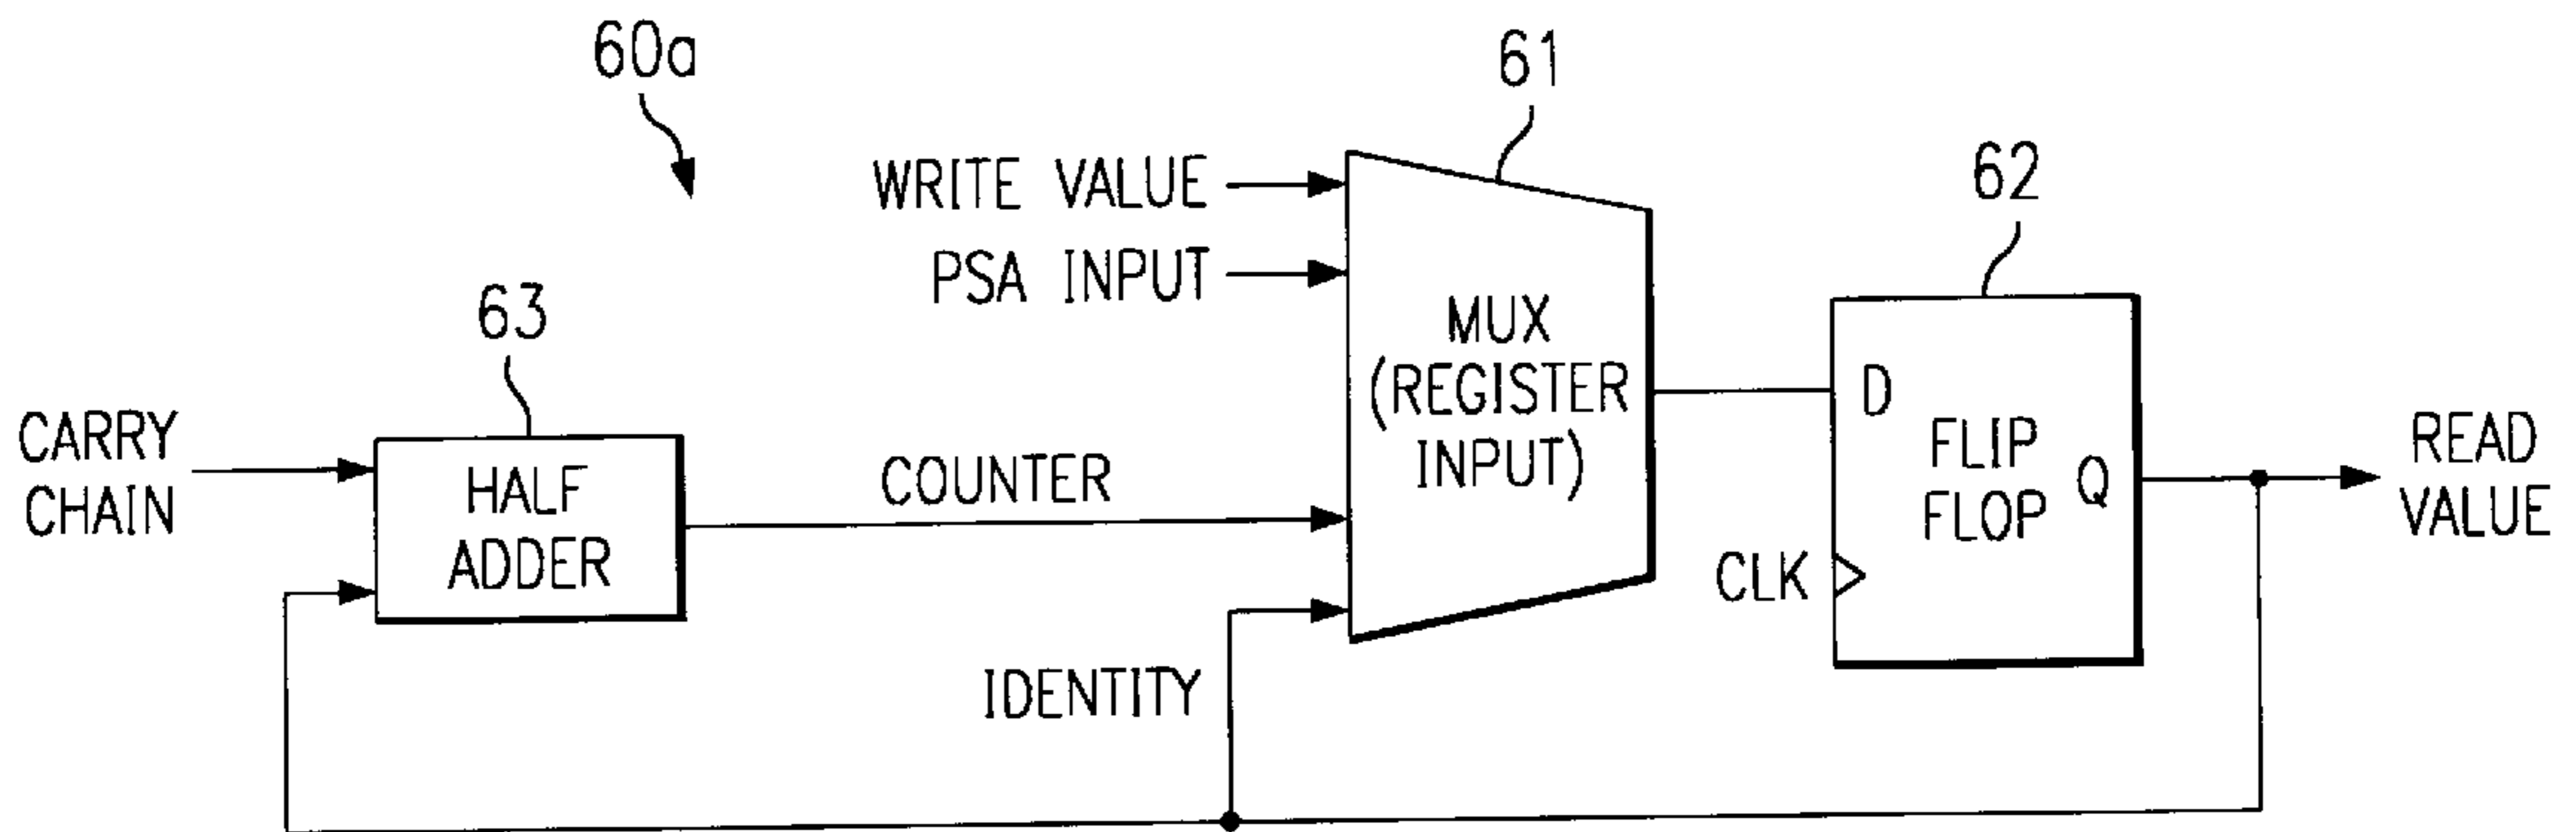 60a
61
WRITE VALUE
62
PSA INPUT
63
MUX
(REGISTER
INPUT)
D
FLIP
FLOP
Q
CLK
READ
VALUE
CARRY
CHAIN
HALF
ADDER
COUNTER
IDENTITY